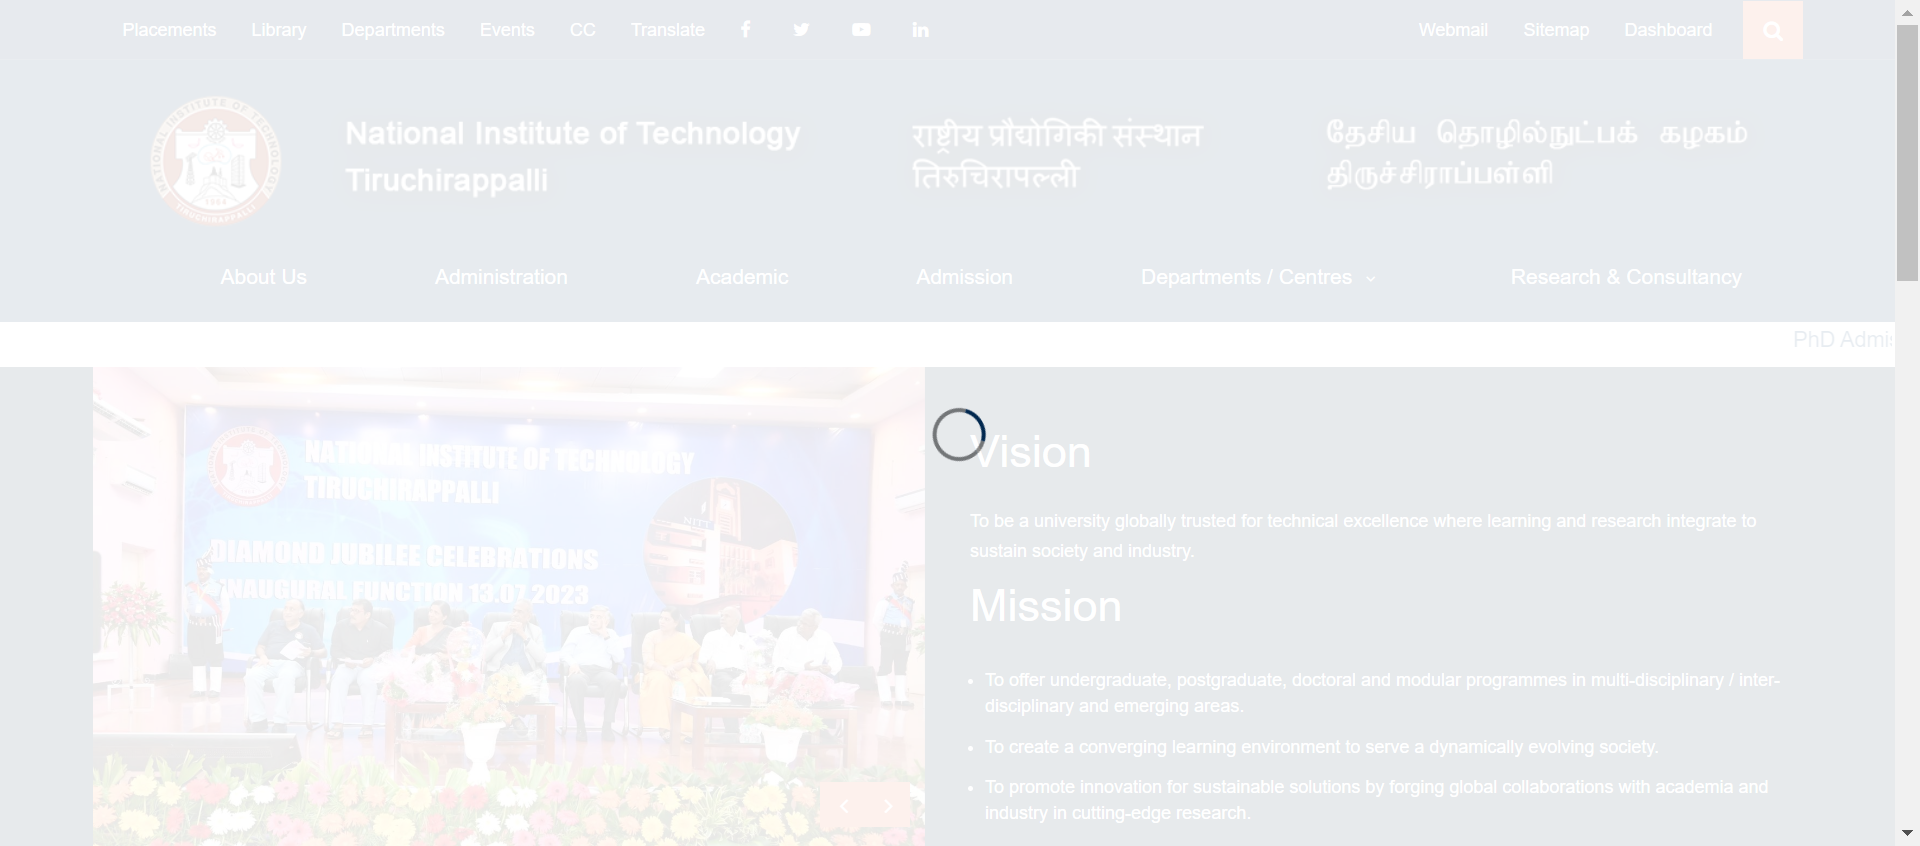 Placements Library Departments Events CC Translate Webmail Sitemap Dashboard
National Institute of Technology
Tiruchirappalli
राष्ट्रीय प्रौद्योगिकी संस्थान
तिरुचिरापल्ली
தேசிய தொழில்நுட்பக் கழகம்
திருச்சிராப்பள்ளி
NATIONAL INSTITUTE OF TECHNOLOGY
1964
TIRUCHIRAPPALLI
About Us Administration Academic Admission Departments / Centres Research & Consultancy
PhD Admis
NATIONAL INSTITUTE OF TECHNOLOGY
TIRUCHIRAPPALLI
NITT
DIAMOND JUBILEE CELEBRATIONS
INAUGURAL FUNCTION 13.07.2023
Vision
To be a university globally trusted for technical excellence where learning and research integrate to
sustain society and industry.
Mission
To offer undergraduate, postgraduate, doctoral and modular programmes in multi-disciplinary / inter-
disciplinary and emerging areas.
To create a converging learning environment to serve a dynamically evolving society.
To promote innovation for sustainable solutions by forging global collaborations with academia and
industry in cutting-edge research.